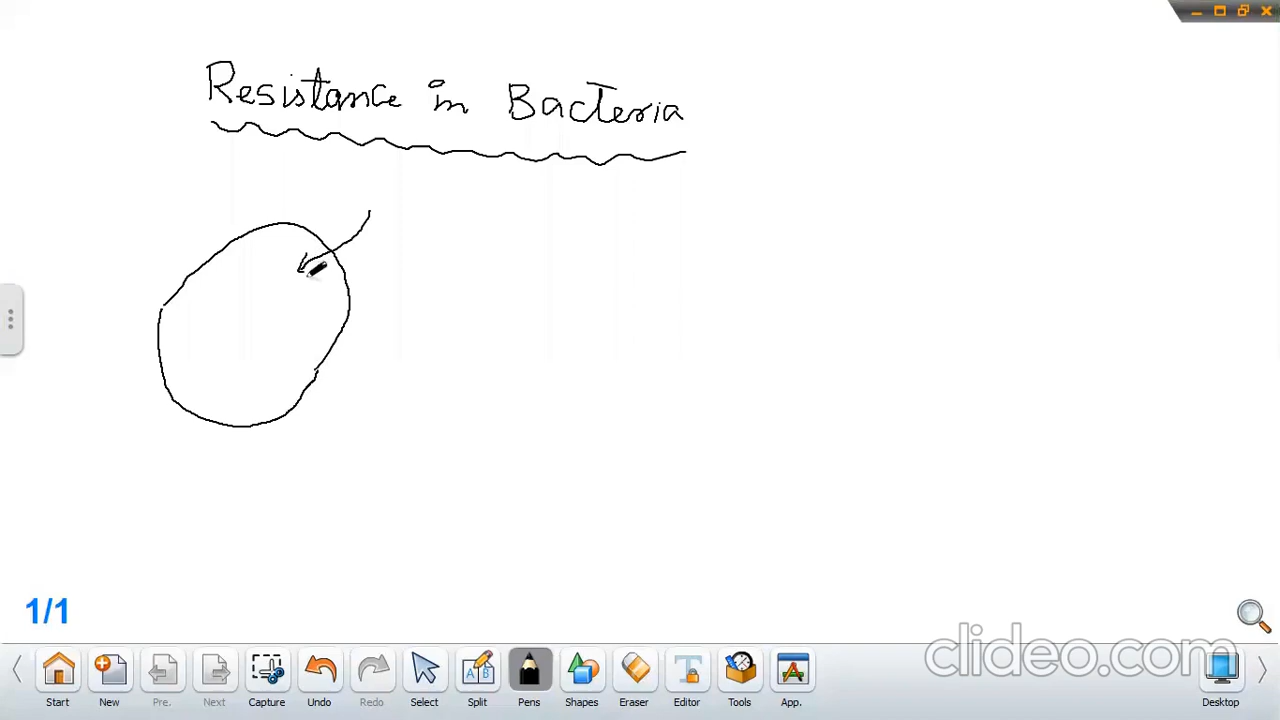 Resistance in Bacteria
1/1
clideo.com
Start New Pre. Next Capture Undo Redo Select Split Pens Shapes Eraser Editor Tools App. Desktop